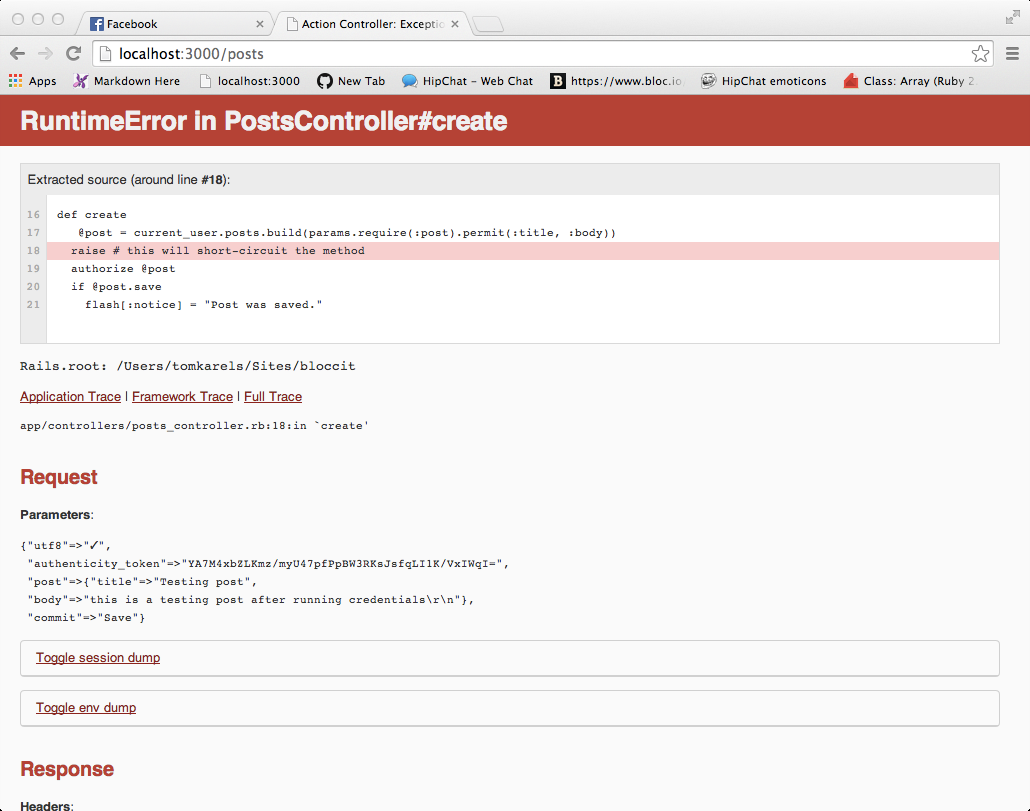 Facebook
Action Controller: Exceptio
localhost:3000/posts
Apps Markdown Here localhost:3000 New Tab HipChat – Web Chat https://www.bloc.io HipChat emoticons Class: Array (Ruby 2.
RuntimeError in PostsController#create
Extracted source (around line #18):
16 def create
17 @post = current_user.posts.build(params.require(:post).permit(:title, :body))
18 raise # this will short-circuit the method
19 authorize @post
20 if @post.save
21 flash[:notice] = "Post was saved."
Rails.root: /Users/tomkarels/Sites/bloccit
Application Trace | Framework Trace | Full Trace
app/controllers/posts_controller.rb:18:in `create'
Request
Parameters:
{"utf8"=>"✓",
"authenticity_token"=>"YA7M4xbZLKmz/myU47pfPpBW3RKsJsfqLI1K/VxIWqI=",
"post"=>{"title"=>"Testing post",
"body"=>"this is a testing post after running credentials\r\n"},
"commit"=>"Save"}
Toggle session dump
Toggle env dump
Response
Headers: